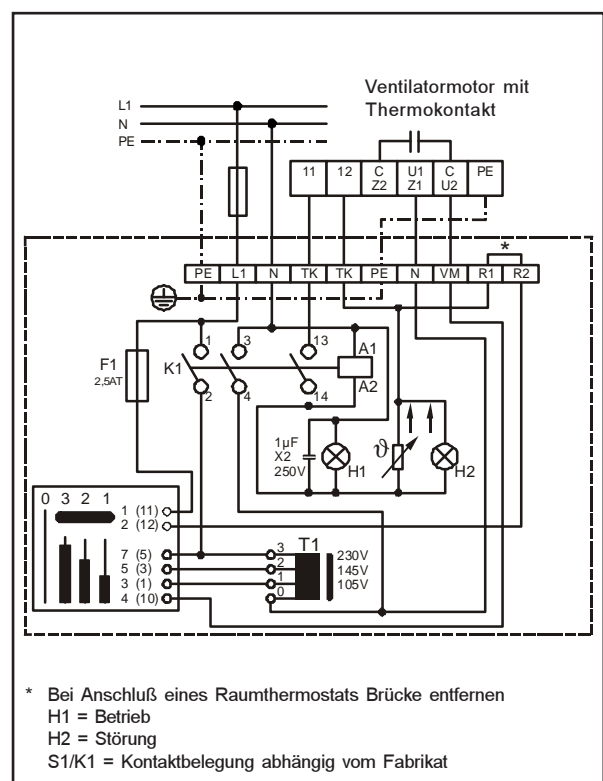 Ventilatormotor mit
Thermokontakt
L1
N
PE
11 12 C Z2 U1 Z1 C U2 PE
*
PE L1 N TK TK PE N VM R1 R2
1 3 13 A1
F1
2,5AT
K1
2 4 14 A2
1µF
X2
250V
H1
ϑ
H2
0 3 2 1
1 (11)
2 (12)
7 (5)
5 (3)
3 (1)
4 (10)
T1
3 230V
2 145V
1 105V
0
* Bei Anschluß eines Raumthermostats Brücke entfernen
H1 = Betrieb
H2 = Störung
S1/K1 = Kontaktbelegung abhängig vom Fabrikat